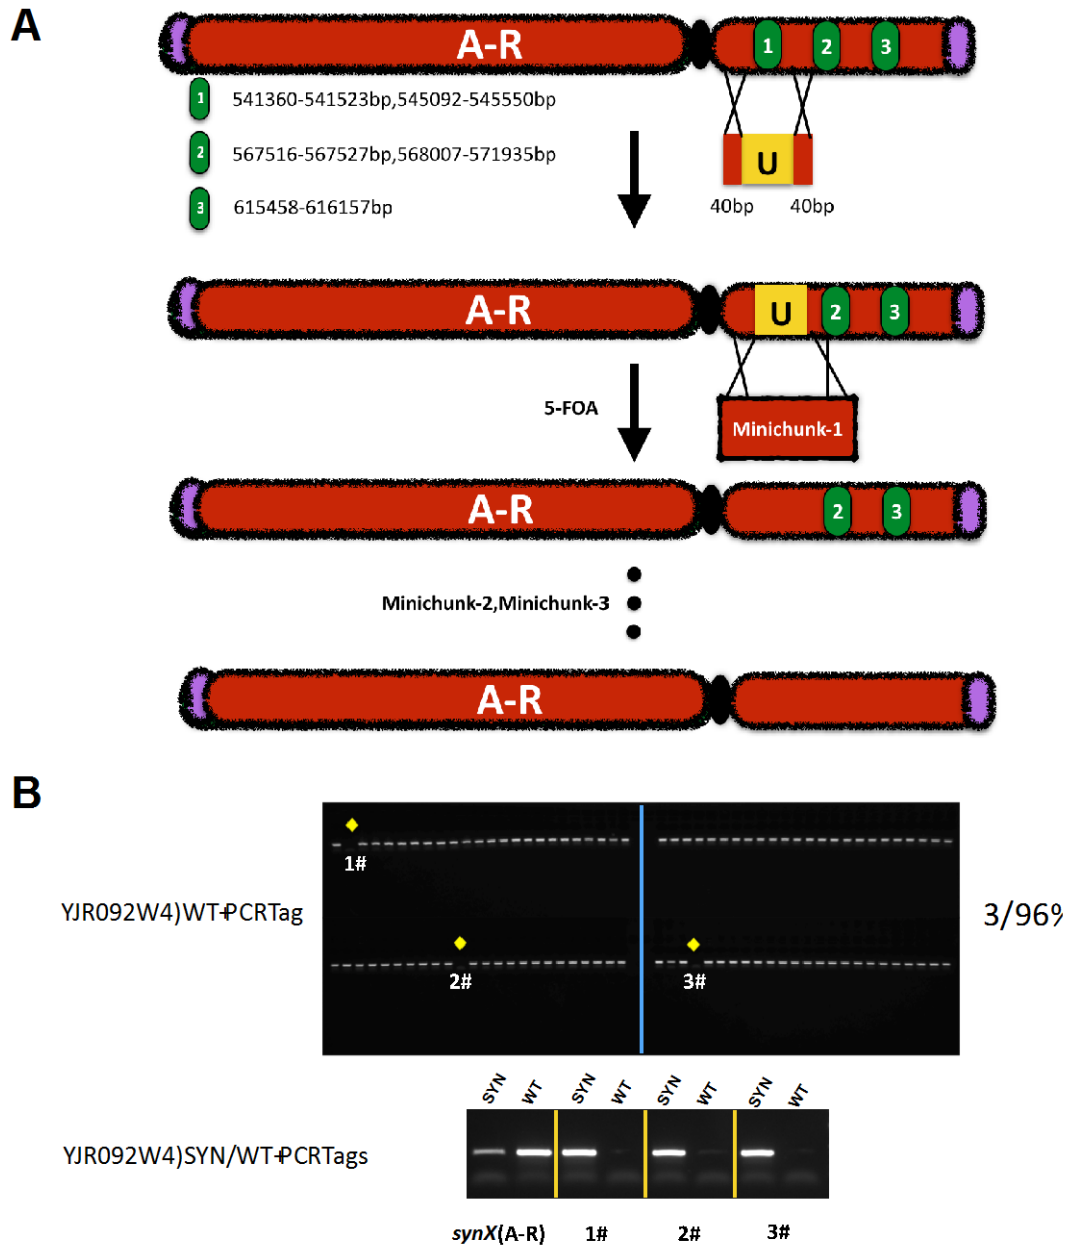 A
A-R
1
2
3
1
541360-541523bp,545092-545550bp
2
567516-567527bp,568007-571935bp
3
615458-616157bp
U
40bp
40bp
A-R
U
2
3
5-FOA
Minichunk-1
A-R
2
3
Minichunk-2,Minichunk-3
A-R
B
1#
YJR092W4)WT+PCRTag
3/96%
2#
3#
SYN
WT
SYN
WT
SYN
WT
SYN
WT
YJR092W4)SYN/WT+PCRTags
synX(A-R)
1#
2#
3#